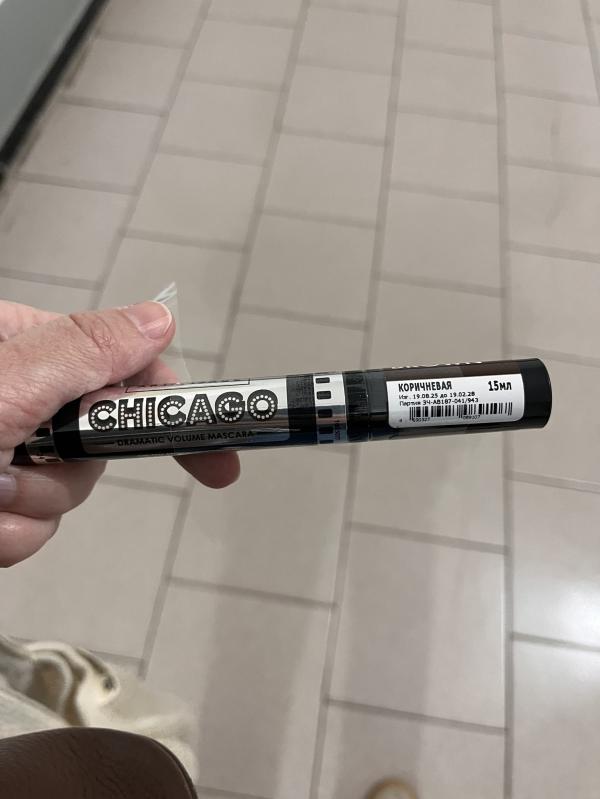 CHICAGO
DRAMATIC VOLUME MASCARA
КОРИЧНЕВАЯ 15МЛ
Изг. 19.08.25 до 19.02.28
Партия ЗЧ-АВ187-041/943